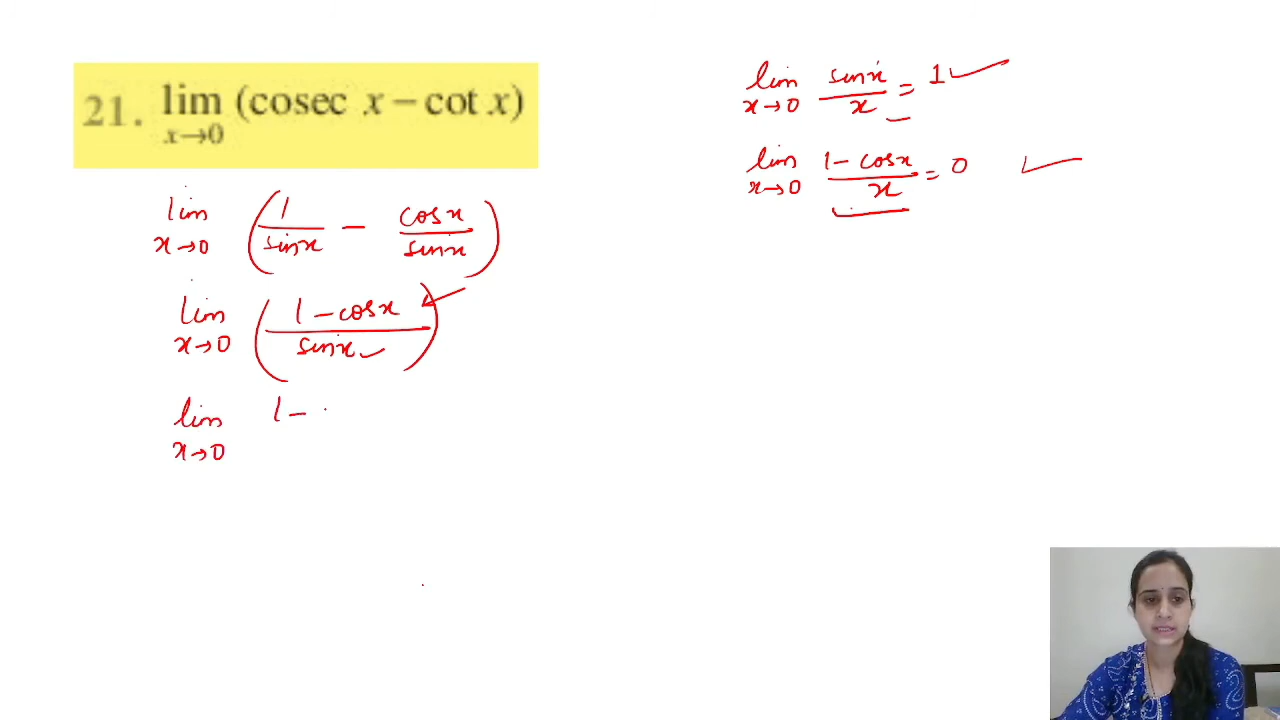 21. lim (cosec x – cot x)
x→0
lim (1/sinx – cosx/sinx)
x→0
lim (1 – cosx/sinx)
x→0
lim 1 –
x→0
lim sinx/x = 1
x→0
lim 1 – cosx/x = 0
x→0